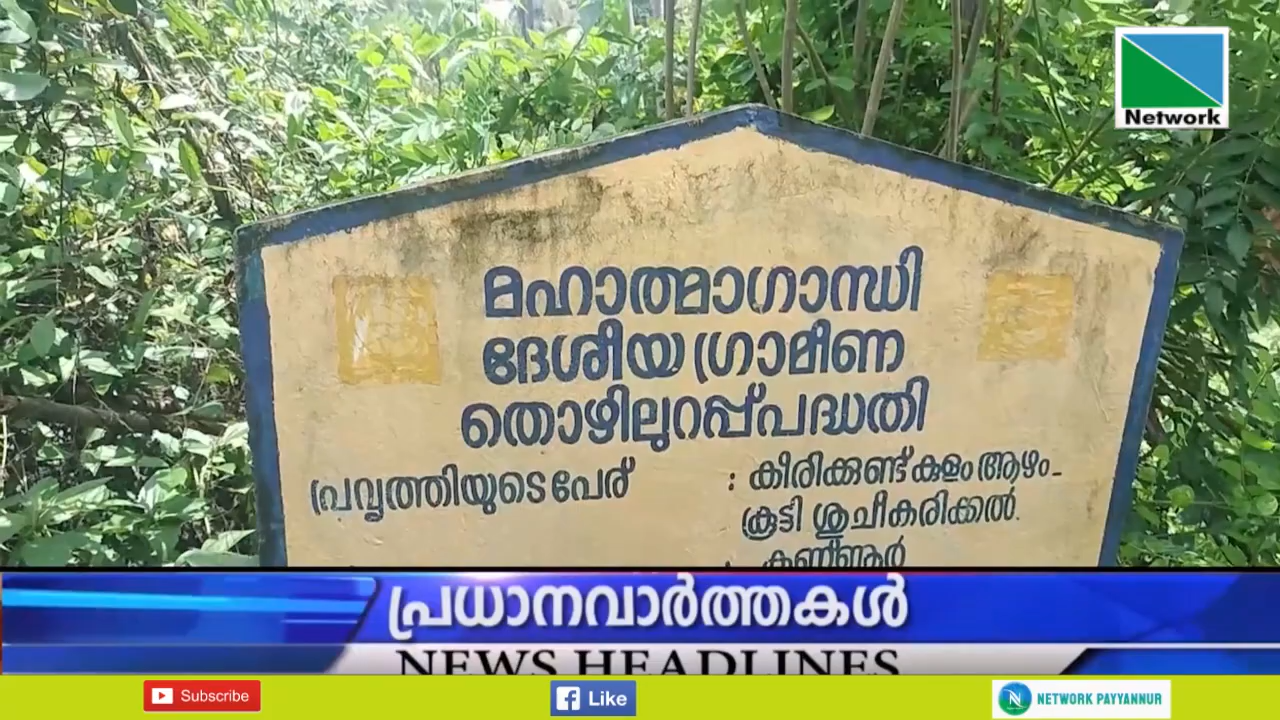 Network
മഹാത്മാഗാന്ധി
ദേശീയ ഗ്രാമീണ
തൊഴിലുറപ്പ്പദ്ധതി
പ്രവൃത്തിയുടെ പേര് : കീരിക്കുണ്ട് കുളം ആഴം-
കൂട്ടി ശുചീകരിക്കൽ.
: കണ്ണൂർ
പ്രധാനവാർത്തകൾ
NEWS HEADLINES
Subscribe
Like
NETWORK PAYYANNUR